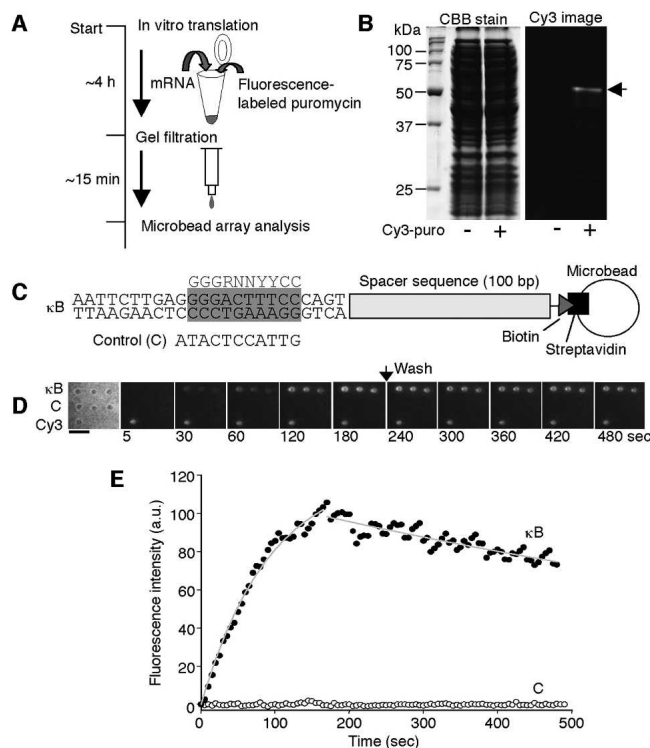 A
Start
In vitro translation
~4 h
mRNA
Fluorescence-
labeled puromycin
Gel filtration
~15 min
Microbead array analysis
B
kDa
CBB stain
Cy3 image
100
75
50
37
25
Cy3-puro - + - +
C
GGGRNNYYCC
Spacer sequence (100 bp)
Microbead
κB
AATTCTTGAGGGGACTTTCCCAGT
TTAAGAACTCCCCTGAAAGGGTCA
Biotin
Streptavidin
Control (C) ATACTCCATTG
Wash
D
κB
C
Cy3
5 30 60 120 180 240 300 360 420 480 sec
E
Fluorescence intensity (a.u.)
120
100
80
60
40
20
0
κB
C
0 100 200 300 400 500
Time (sec)